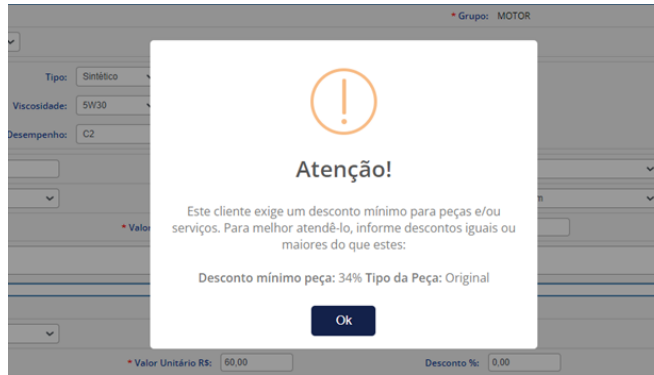 * Grupo: MOTOR
Tipo: Sintético
Viscosidade: 5W30
Desempenho: C2
Atenção!
Este cliente exige um desconto mínimo para peças e/ou
serviços. Para melhor atendê-lo, informe descontos iguais ou
maiores do que estes:
* Valor
Desconto mínimo peça: 34% Tipo da Peça: Original
Ok
* Valor Unitário R$: 60,00 Desconto %: 0,00